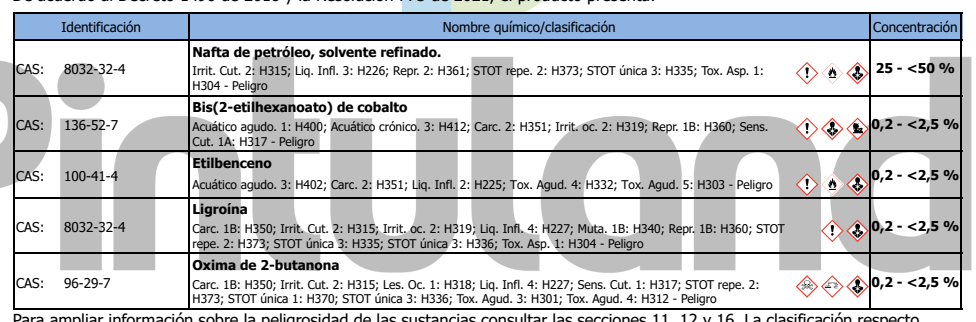 De acuerdo al Decreto 1496 de 2018 y la Resolución 773 de 2021, el producto presenta:
Identificación Nombre químico/clasificación Concentración
Nafta de petróleo, solvente refinado.
CAS: 8032-32-4 Irrit. Cut. 2: H315; Liq. Infl. 3: H226; Repr. 2: H361; STOT repe. 2: H373; STOT única 3: H335; Tox. Asp. 1: 25 - <50 %
H304 - Peligro
Bis(2-etilhexanoato) de cobalto
CAS: 136-52-7 Acuático agudo. 1: H400; Acuático crónico. 3: H412; Carc. 2: H351; Irrit. oc. 2: H319; Repr. 1B: H360; Sens. 0,2 - <2,5 %
Cut. 1A: H317 - Peligro
Etilbenceno
CAS: 100-41-4 Acuático agudo. 3: H402; Carc. 2: H351; Liq. Infl. 2: H225; Tox. Agud. 4: H332; Tox. Agud. 5: H303 - Peligro 0,2 - <2,5 %
Ligroína
CAS: 8032-32-4 Carc. 1B: H350; Irrit. Cut. 2: H315; Irrit. oc. 2: H319; Liq. Infl. 4: H227; Muta. 1B: H340; Repr. 1B: H360; STOT 0,2 - <2,5 %
repe. 2: H373; STOT única 3: H335; STOT única 3: H336; Tox. Asp. 1: H304 - Peligro
Oxima de 2-butanona
CAS: 96-29-7 Carc. 1B: H350; Irrit. Cut. 2: H315; Les. Oc. 1: H318; Liq. Infl. 4: H227; Sens. Cut. 1: H317; STOT repe. 2: 0,2 - <2,5 %
H373; STOT única 1: H370; STOT única 3: H336; Tox. Agud. 3: H301; Tox. Agud. 4: H312 - Peligro
Para ampliar información sobre la peligrosidad de las sustancias consultar las secciones 11, 12 y 16. La clasificación respecto
Pintuland